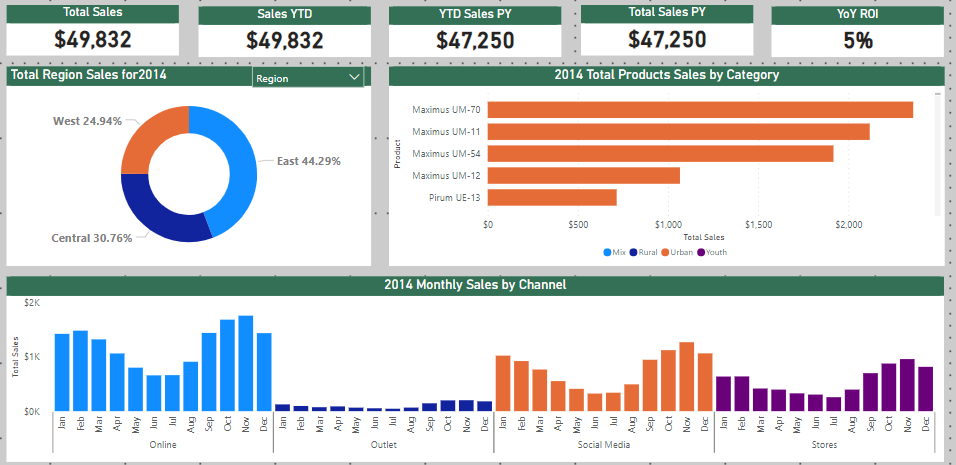 Total Sales
$49,832
Sales YTD
$49,832
YTD Sales PY
$47,250
Total Sales PY
$47,250
YoY ROI
5%
Total Region Sales for2014
Region
West 24.94%
East 44.29%
Central 30.76%
2014 Total Products Sales by Category
Product
Maximus UM-70
Maximus UM-11
Maximus UM-54
Maximus UM-12
Pirum UE-13
$0 $500 $1,000 $1,500 $2,000
Total Sales
Mix Rural Urban Youth
2014 Monthly Sales by Channel
Total Sales
$2K
$1K
$0K
Jan Feb Mar Apr May Jun Jul Aug Sep Oct Nov Dec Jan Feb Mar Apr May Jun Jul Aug Sep Oct Nov Dec Jan Feb Mar Apr May Jun Jul Aug Sep Oct Nov Dec Jan Feb Mar Apr May Jun Jul Aug Sep Oct Nov Dec
Online Outlet Social Media Stores